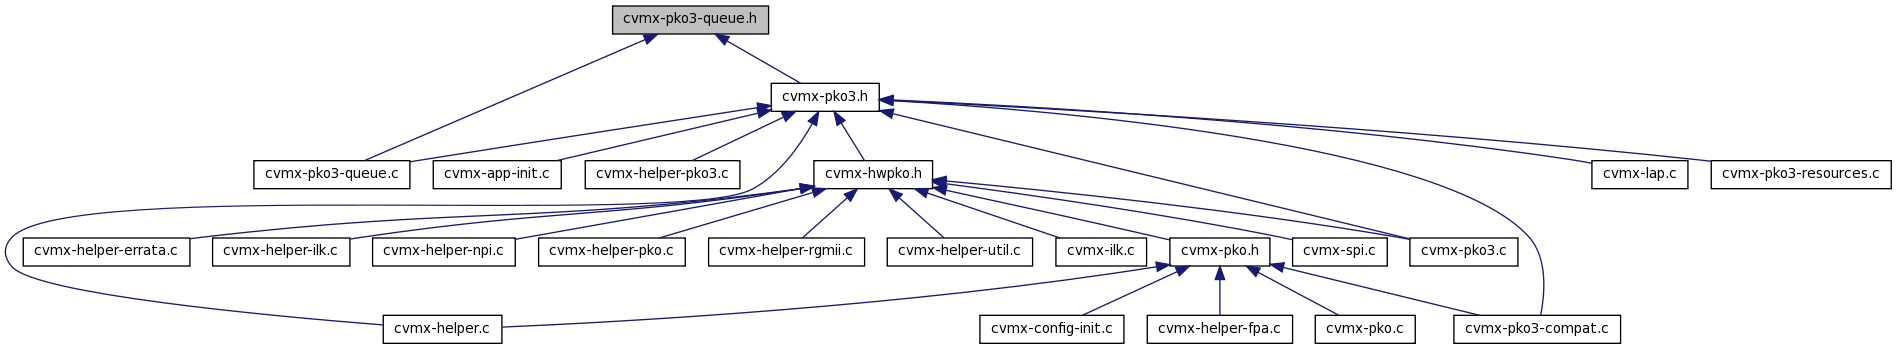 cvmx-pko3-queue.h
cvmx-pko3.h
cvmx-pko3-queue.c
cvmx-app-init.c
cvmx-helper-pko3.c
cvmx-hwpko.h
cvmx-lap.c
cvmx-pko3-resources.c
cvmx-helper-errata.c
cvmx-helper-ilk.c
cvmx-helper-npi.c
cvmx-helper-pko.c
cvmx-helper-rgmii.c
cvmx-helper-util.c
cvmx-ilk.c
cvmx-pko.h
cvmx-spi.c
cvmx-pko3.c
cvmx-helper.c
cvmx-config-init.c
cvmx-helper-fpa.c
cvmx-pko.c
cvmx-pko3-compat.c